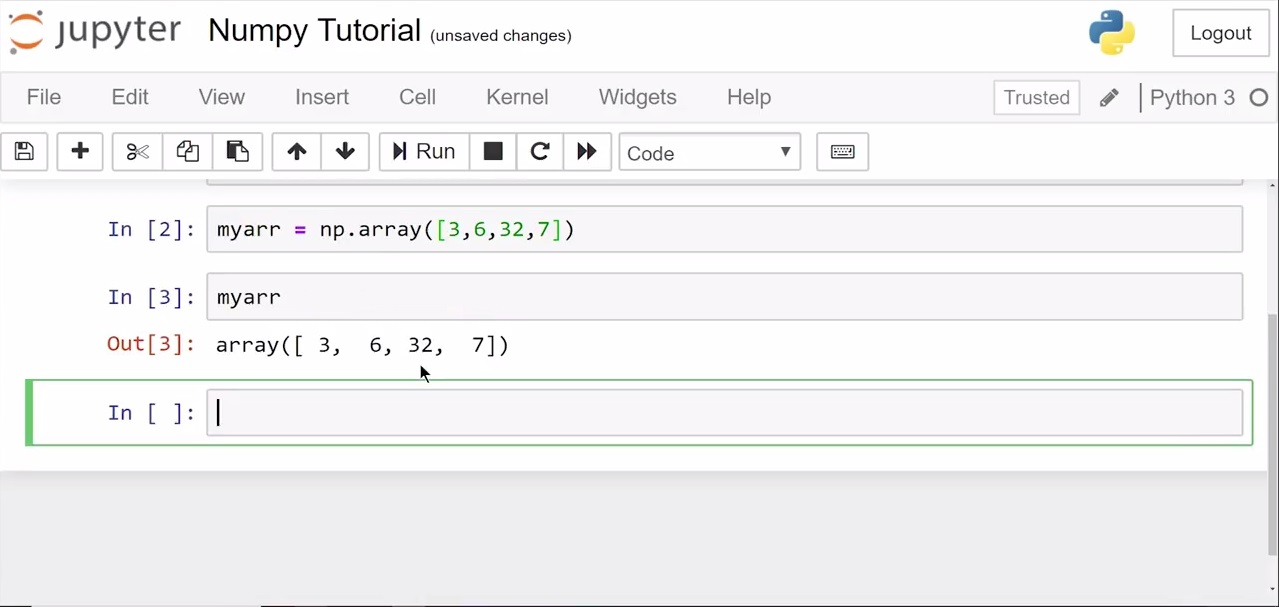 jupyter Numpy Tutorial (unsaved changes) Logout
File Edit View Insert Cell Kernel Widgets Help Trusted Python 3
Run Code
In [2]: myarr = np.array([3,6,32,7])
In [3]: myarr
Out[3]: array([ 3,  6, 32,  7])
In [ ]: